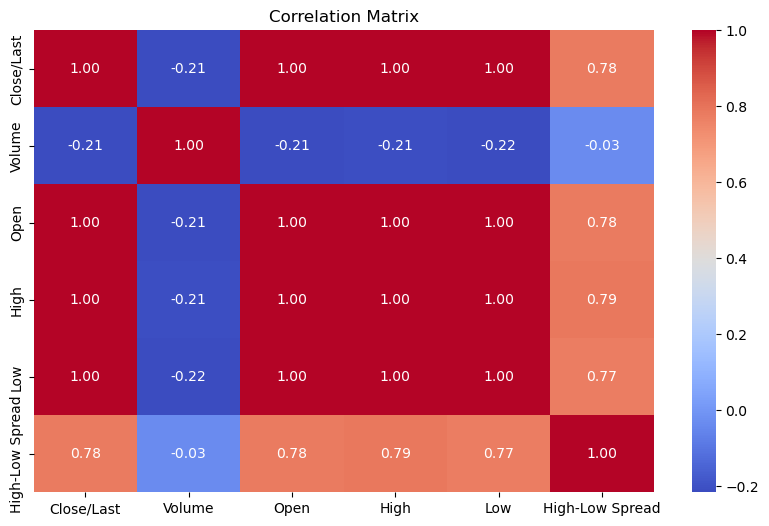 Correlation Matrix
Close/Last 1.00 -0.21 1.00 1.00 1.00 0.78
Volume -0.21 1.00 -0.21 -0.21 -0.22 -0.03
Open 1.00 -0.21 1.00 1.00 1.00 0.78
High 1.00 -0.21 1.00 1.00 1.00 0.79
Low 1.00 -0.22 1.00 1.00 1.00 0.77
High-Low Spread 0.78 -0.03 0.78 0.79 0.77 1.00
Close/Last Volume Open High Low High-Low Spread
1.0
0.8
0.6
0.4
0.2
0.0
−0.2